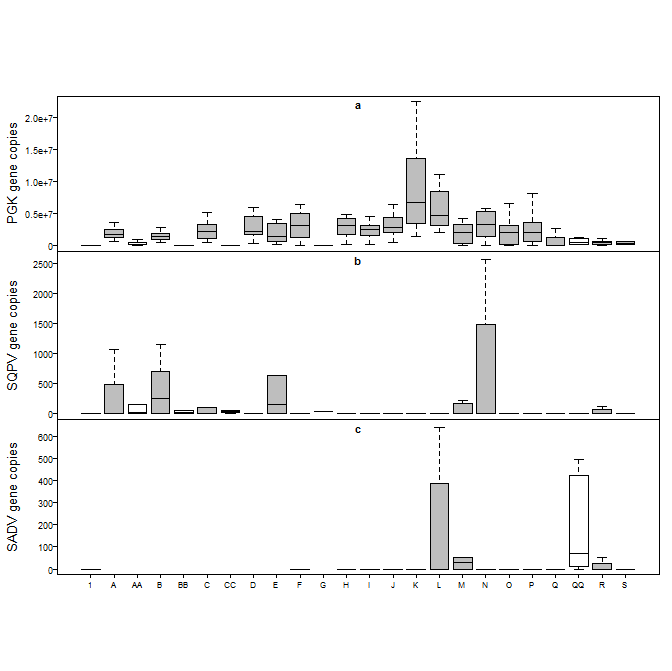 a
PGK gene copies
2.0e+7
1.5e+7
1.0e+7
0.5e+7
0
b
SQPV gene copies
2500
2000
1500
1000
500
0
c
SADV gene copies
600
500
400
300
200
100
0
1 A AA B BB C CC D E F G H I J K L M N O P Q QQ R S